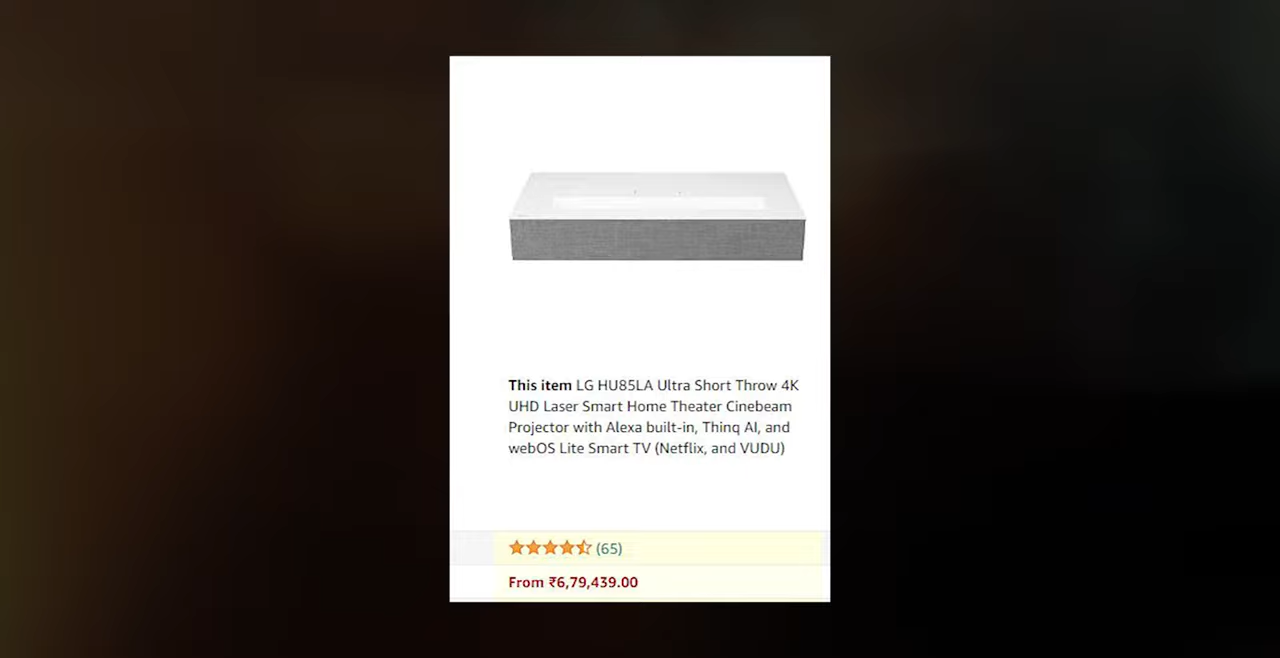 This item LG HU85LA Ultra Short Throw 4K
UHD Laser Smart Home Theater Cinebeam
Projector with Alexa built-in, Thinq AI, and
webOS Lite Smart TV (Netflix, and VUDU)
(65)
From ₹6,79,439.00